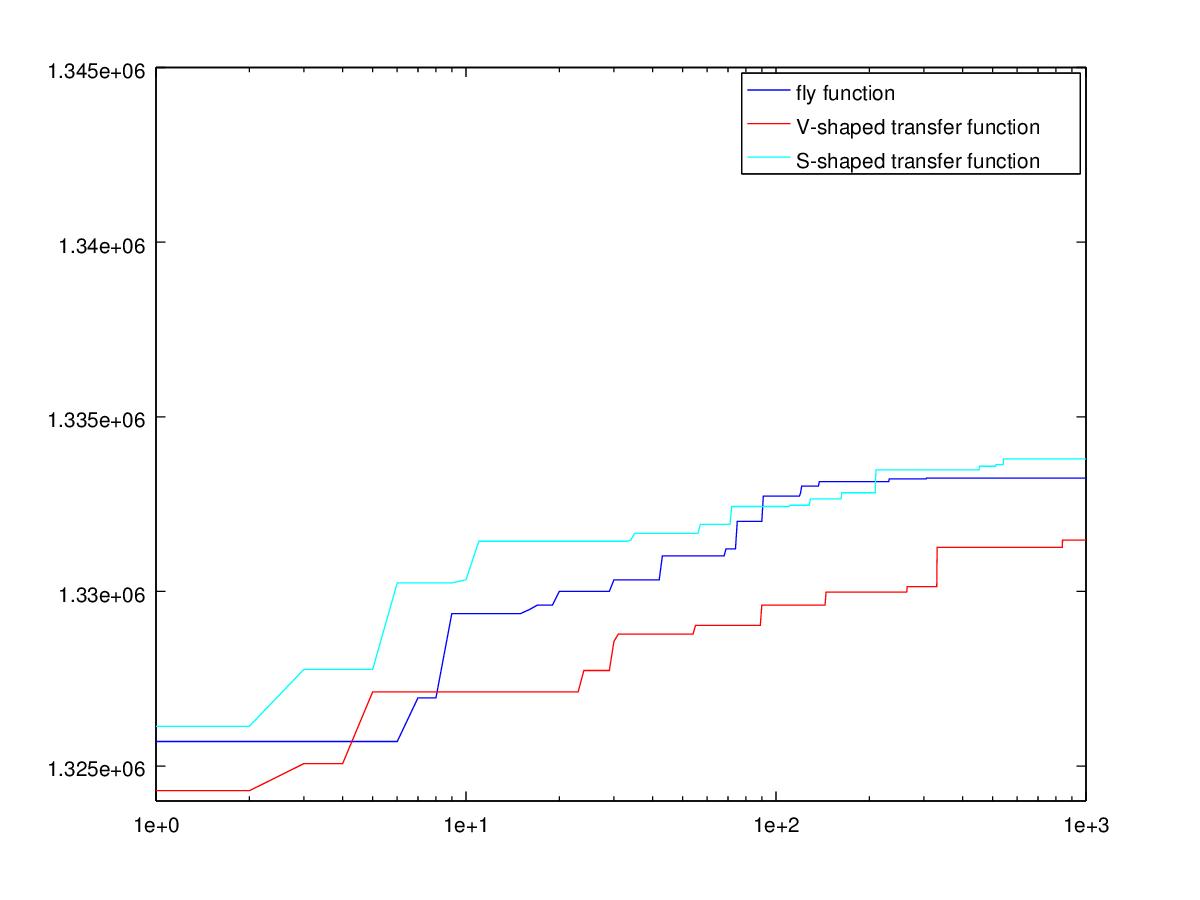 1.345e+06
fly function
V-shaped transfer function
S-shaped transfer function
1.34e+06
1.335e+06
1.33e+06
1.325e+06
1e+0 1e+1 1e+2 1e+3